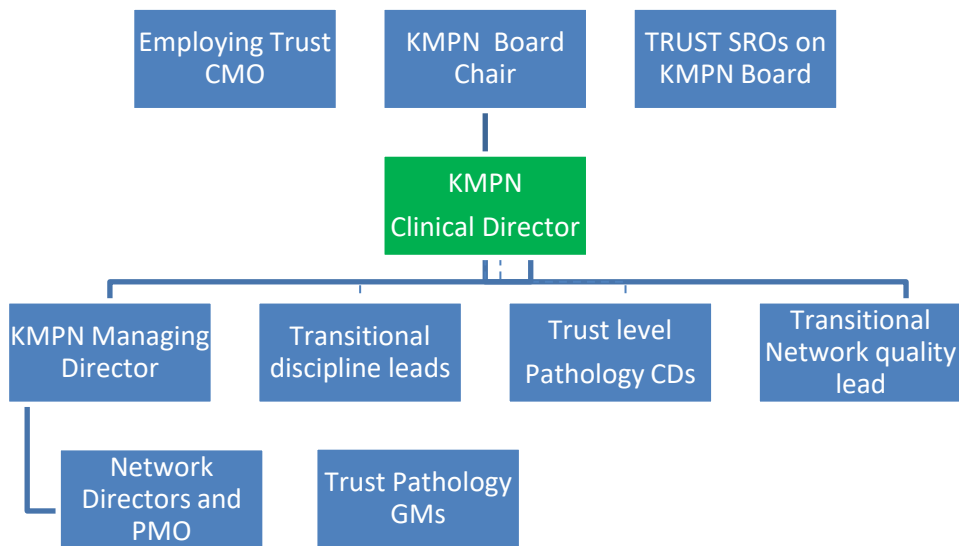 Employing Trust
CMO
KMPN Board
Chair
TRUST SROs on
KMPN Board
KMPN
Clinical Director
KMPN Managing
Director
Transitional
discipline leads
Trust level
Pathology CDs
Transitional
Network quality
lead
Network
Directors and
PMO
Trust Pathology
GMs